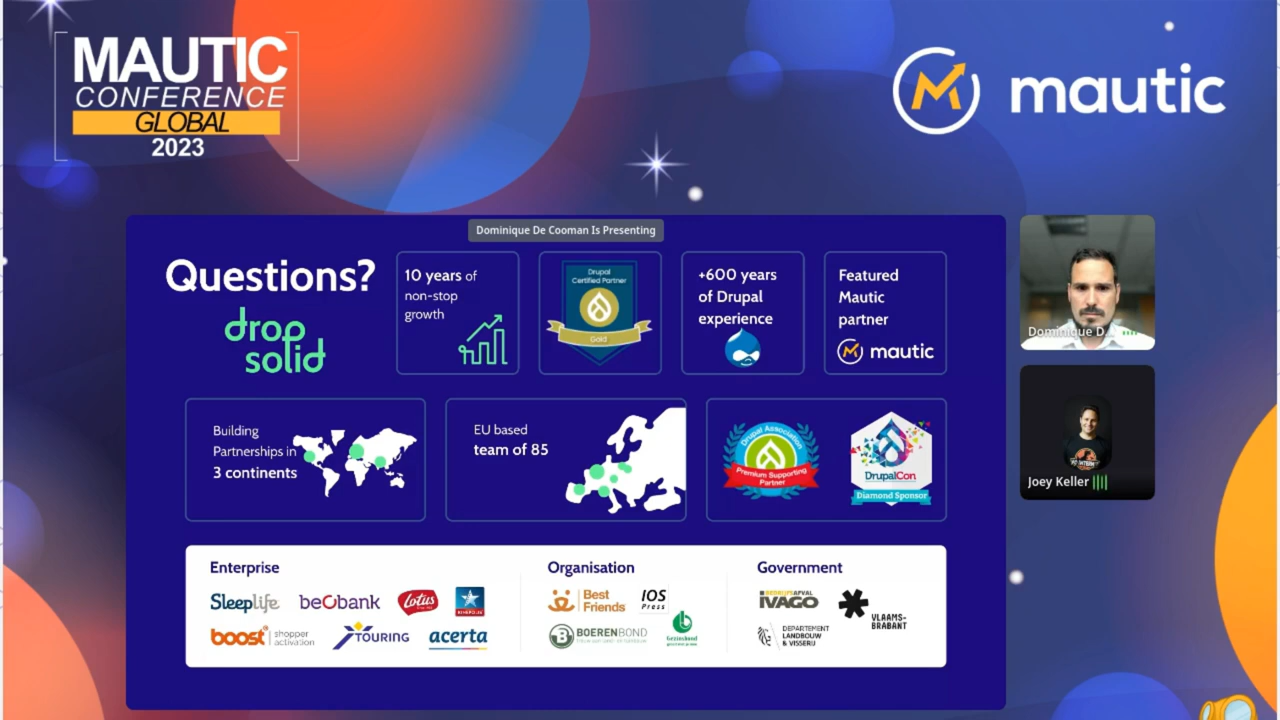 MAUTIC
CONFERENCE
GLOBAL
2023
mautic
Dominique De Cooman Is Presenting
Questions?
drop
solid
10 years of
non-stop
growth
Drupal
Certified Partner
Gold
+600 years
of Drupal
experience
Featured
Mautic
partner
mautic
Building
Partnerships in
3 continents
EU based
team of 85
Drupal Association
Premium Supporting
Partner
DrupalCon
Diamond Sponsor
Dominique D...
Joey Keller
Enterprise
Sleeplife
beobank
Lotus
KINEPOLIS
boost
shopper
activation
TOURING
acerta
Organisation
Best
Friends
IOS
Press
BOERENBOND
Gezinsbond
Government
BEDRIJFSAFVAL
IVAGO
VLAAMS-
BRABANT
DEPARTEMENT
LANDBOUW
& VISSERIJ